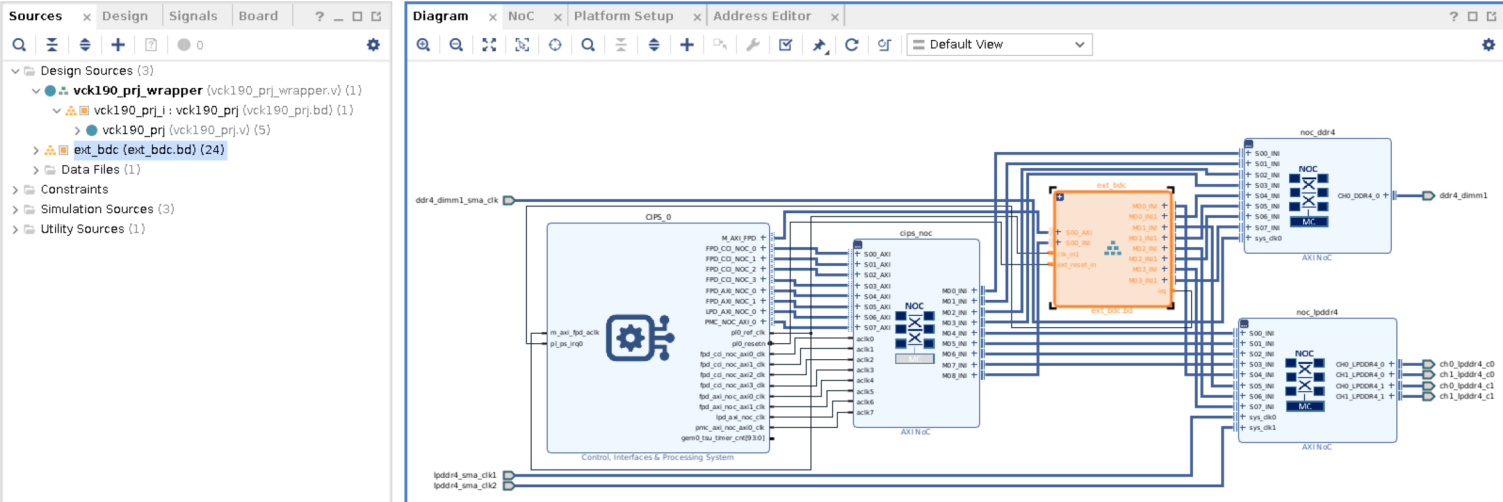 Sources
Design
Signals
Board
?
0
Design Sources (3)
vck190_prj_wrapper (vck190_prj_wrapper.v) (1)
vck190_prj_i : vck190_prj (vck190_prj.bd) (1)
vck190_prj (vck190_prj.v) (5)
ext_bdc (ext_bdc.bd) (24)
Data Files (1)
Constraints
Simulation Sources (3)
Utility Sources (1)
Diagram
NoC
Platform Setup
Address Editor
?
Default View
ddr4_dimm1_sma_clk
CIPS_0
M_AXI_FPD
FPD_CCI_NOC_0
FPD_CCI_NOC_1
FPD_CCI_NOC_2
FPD_CCI_NOC_3
FPD_AXI_NOC_0
FPD_AXI_NOC_1
LPD_AXI_NOC_0
PMC_NOC_AXI_0
m_axi_fpd_aclk
pl0_ref_clk
pl_ps_irq0
pl0_resetn
fpd_cci_noc_axi0_clk
fpd_cci_noc_axi1_clk
fpd_cci_noc_axi2_clk
fpd_cci_noc_axi3_clk
fpd_axi_noc_axi0_clk
fpd_axi_noc_axi1_clk
lpd_axi_noc_clk
pmc_axi_noc_axi0_clk
gem0_tsu_timer_cnt[93:0]
Control, Interfaces & Processing System
lpddr4_sma_clk1
lpddr4_sma_clk2
cips_noc
S00_AXI
S01_AXI
S02_AXI
S03_AXI
S04_AXI
S05_AXI
S06_AXI
S07_AXI
aclk0
aclk1
aclk2
aclk3
aclk4
aclk5
aclk6
aclk7
NOC
MC
M00_INI
M01_INI
M02_INI
M03_INI
M04_INI
M05_INI
M06_INI
M07_INI
M08_INI
AXI NoC
ext_bdc
S00_AXI
S00_INI
clk_in1
ext_reset_in
M00_INI
M00_INI1
M01_INI
M01_INI1
M02_INI
M02_INI1
M03_INI
M03_INI1
irq
ext_bdc.bd
noc_ddr4
S00_INI
S01_INI
S02_INI
S03_INI
S04_INI
S05_INI
S06_INI
S07_INI
sys_clk0
NOC
MC
CH0_DDR4_0
ddr4_dimm1
AXI NoC
noc_lpddr4
S00_INI
S01_INI
S02_INI
S03_INI
S04_INI
S05_INI
S06_INI
S07_INI
sys_clk0
sys_clk1
NOC
MC
CH0_LPDDR4_0
CH1_LPDDR4_0
CH0_LPDDR4_1
CH1_LPDDR4_1
ch0_lpddr4_c0
ch1_lpddr4_c0
ch0_lpddr4_c1
ch1_lpddr4_c1
AXI NoC